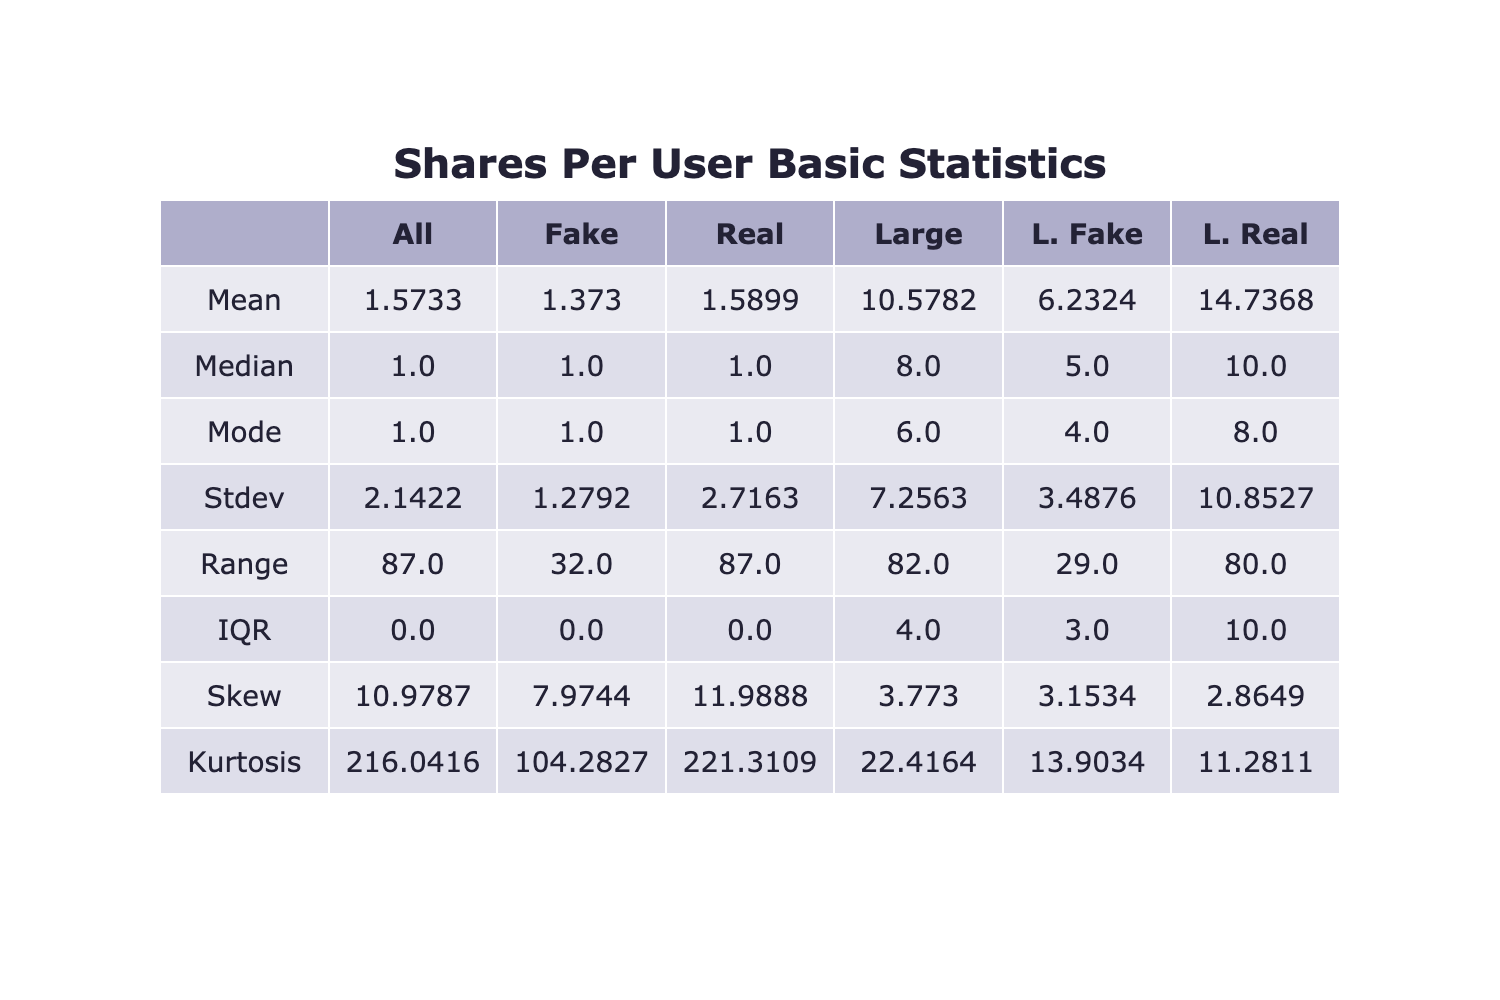 Shares Per User Basic Statistics
All Fake Real Large L. Fake L. Real
Mean 1.5733 1.373 1.5899 10.5782 6.2324 14.7368
Median 1.0 1.0 1.0 8.0 5.0 10.0
Mode 1.0 1.0 1.0 6.0 4.0 8.0
Stdev 2.1422 1.2792 2.7163 7.2563 3.4876 10.8527
Range 87.0 32.0 87.0 82.0 29.0 80.0
IQR 0.0 0.0 0.0 4.0 3.0 10.0
Skew 10.9787 7.9744 11.9888 3.773 3.1534 2.8649
Kurtosis 216.0416 104.2827 221.3109 22.4164 13.9034 11.2811